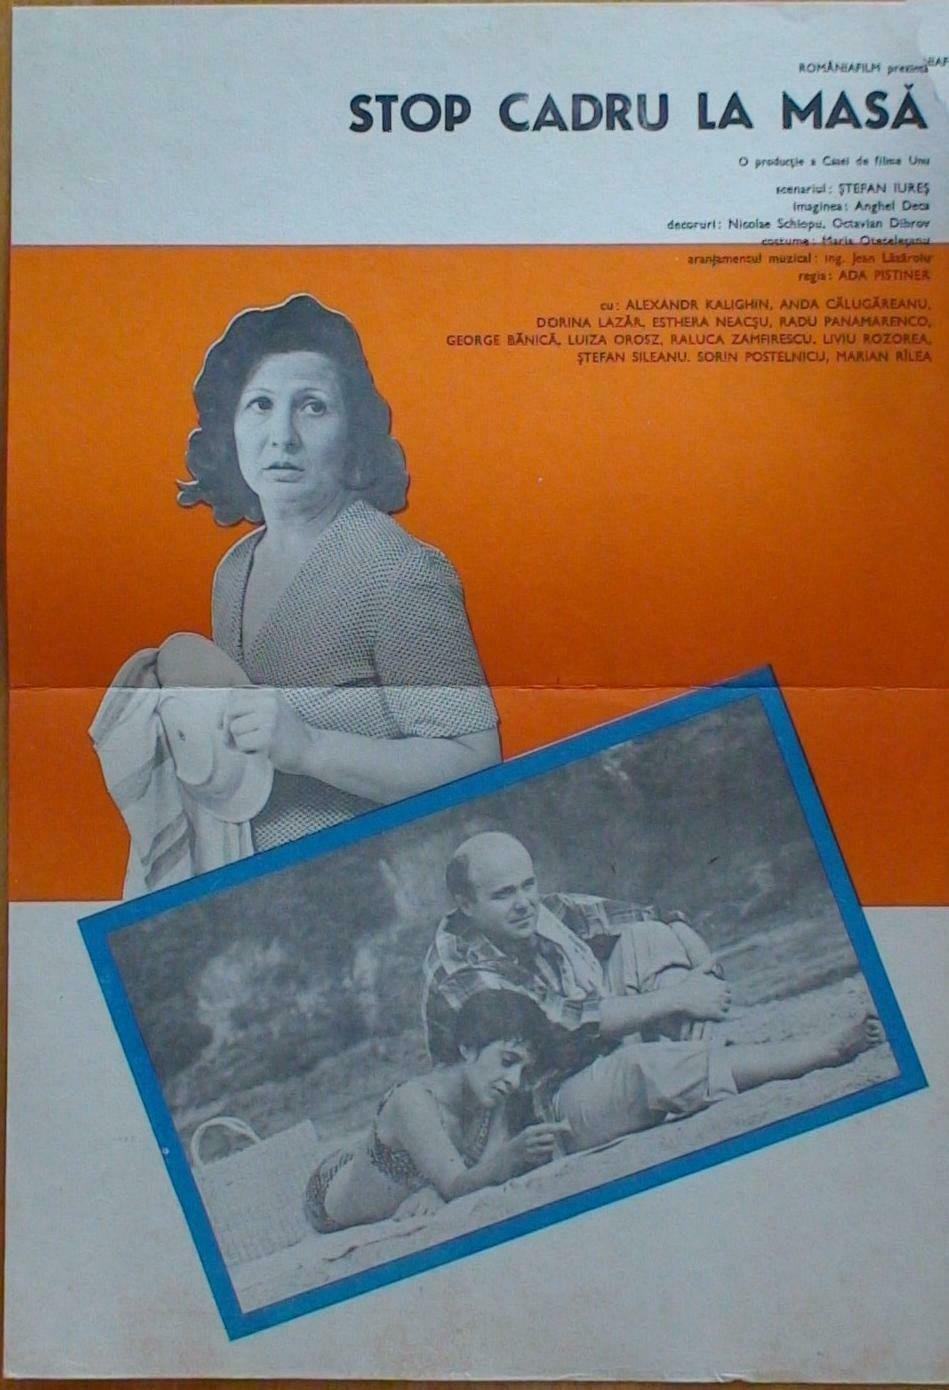 ROMÂNIAFILM prezintă
STOP CADRU LA MASĂ
O producție a Casei de filme Unu
scenariul: ȘTEFAN IUREȘ
imaginea: Anghel Deca
decoruri: Nicolae Schiopu, Octavian Dibrov
costume: Maria Oteteleșanu
aranjamentul muzical: ing. Jean Lăzăroiu
regia: ADA PISTINER
cu: ALEXANDR KALIGHIN, ANDA CĂLUGĂREANU,
DORINA LAZĂR, ESTHERA NEACȘU, RADU PANAMARENCO,
GEORGE BĂNICĂ, LUIZA OROSZ, RALUCA ZAMFIRESCU, LIVIU ROZOREA,
ȘTEFAN SILEANU, SORIN POSTELNICU, MARIAN RÎLEA